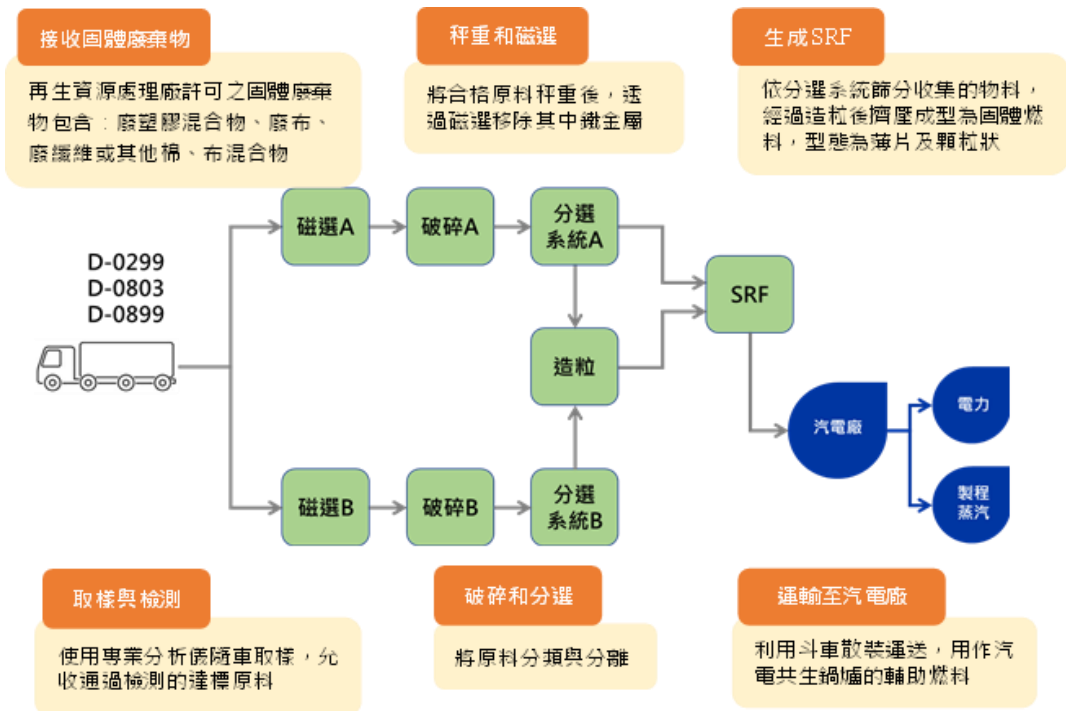 接收固體廢棄物
再生資源處理廠許可之固體廢棄
物包含：廢塑膠混合物、廢布、
廢纖維或其他棉、布混合物
秤重和磁選
將合格原料秤重後，透
過磁選移除其中鐵金屬
生成SRF
依分選系統篩分收集的物料，
經過造粒後擠壓成型為固體燃
料，型態為薄片及顆粒狀
D-0299
D-0803
D-0899
磁選A
破碎A
分選
系統A
SRF
造粒
汽電廠
電力
製程
蒸汽
磁選B
破碎B
分選
系統B
取樣與檢測
使用專業分析儀隨車取樣，允
收通過檢測的達標原料
破碎和分選
將原料分類與分離
運輸至汽電廠
利用斗車散裝運送，用作汽
電共生鍋爐的輔助燃料